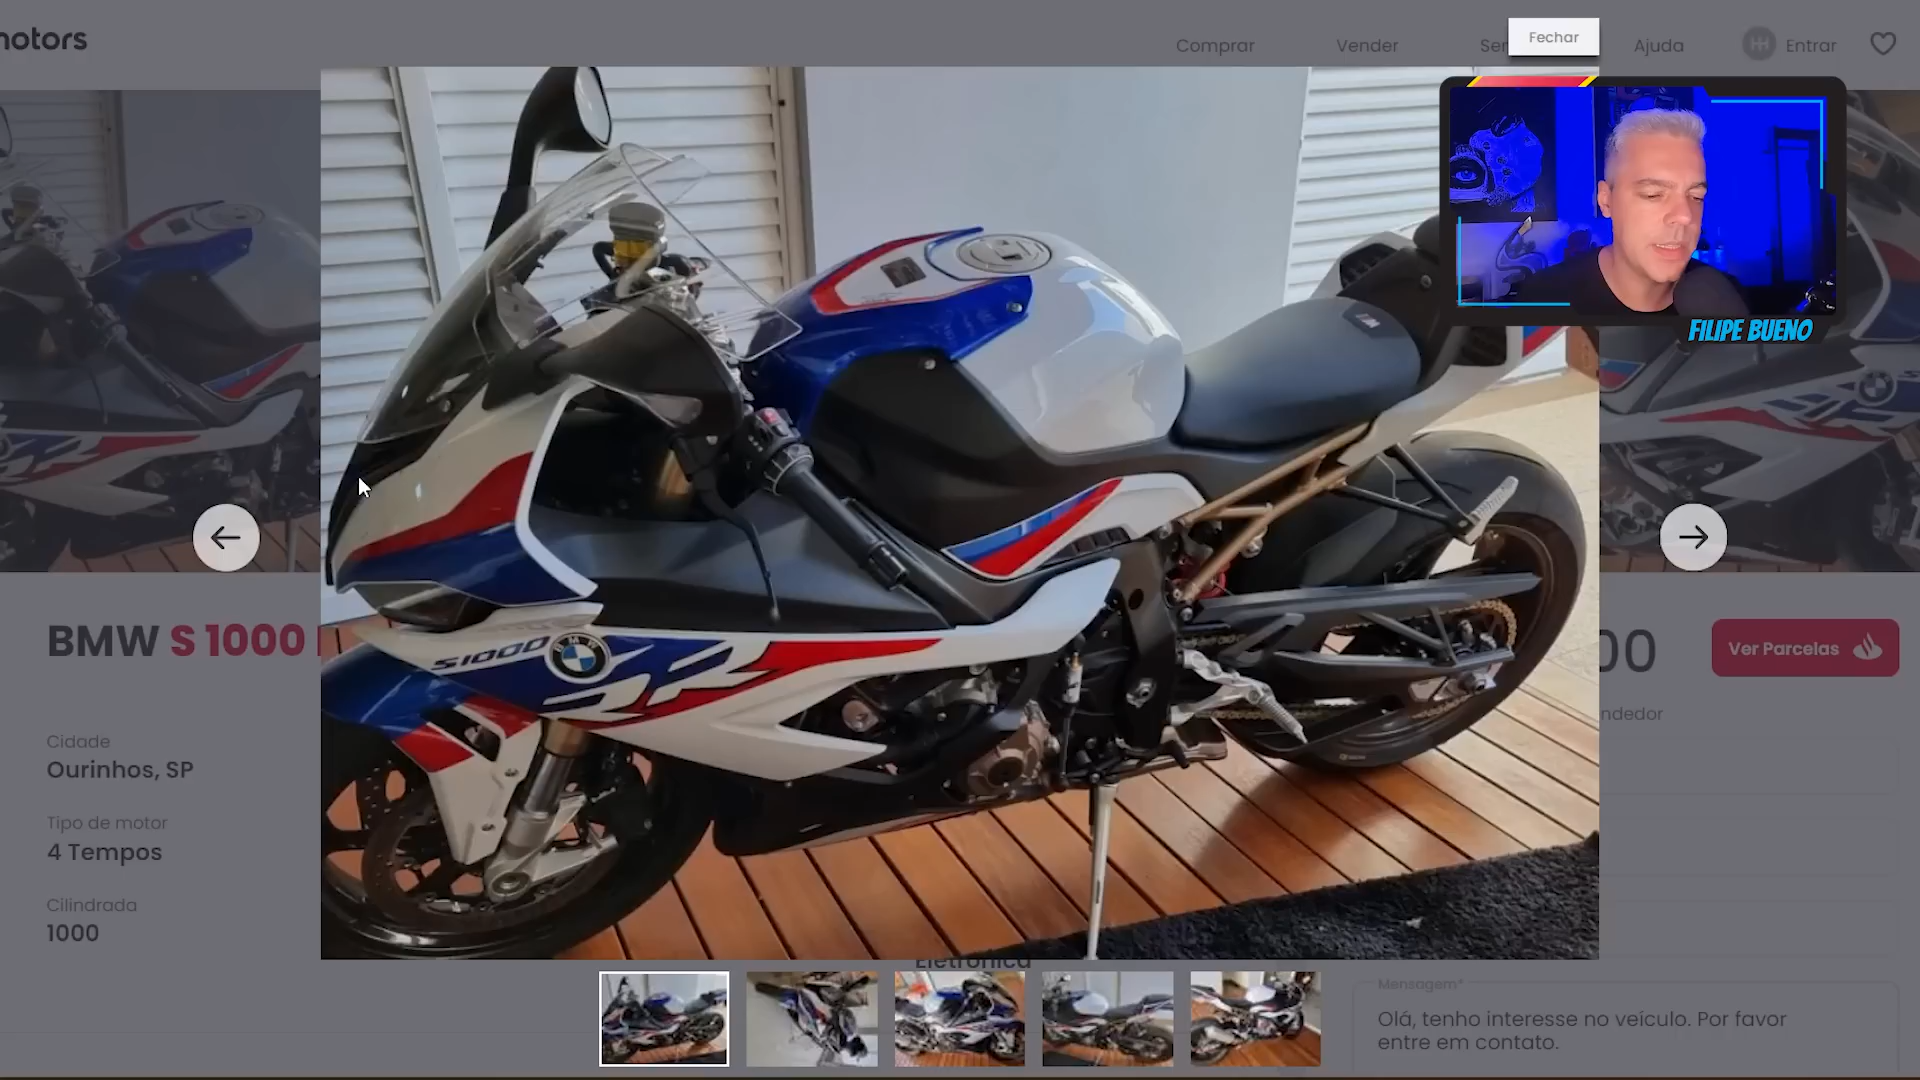 motors
Comprar
Vender
Ser
Fechar
Ajuda
Entrar
FILIPE BUENO
BMW S 1000
S1000
BMW
RR
00
Ver Parcelas
ndedor
Cidade
Ourinhos, SP
Tipo de motor
4 Tempos
Cilindrada
1000
Eletrônica
Mensagem*
Olá, tenho interesse no veículo. Por favor
entre em contato.